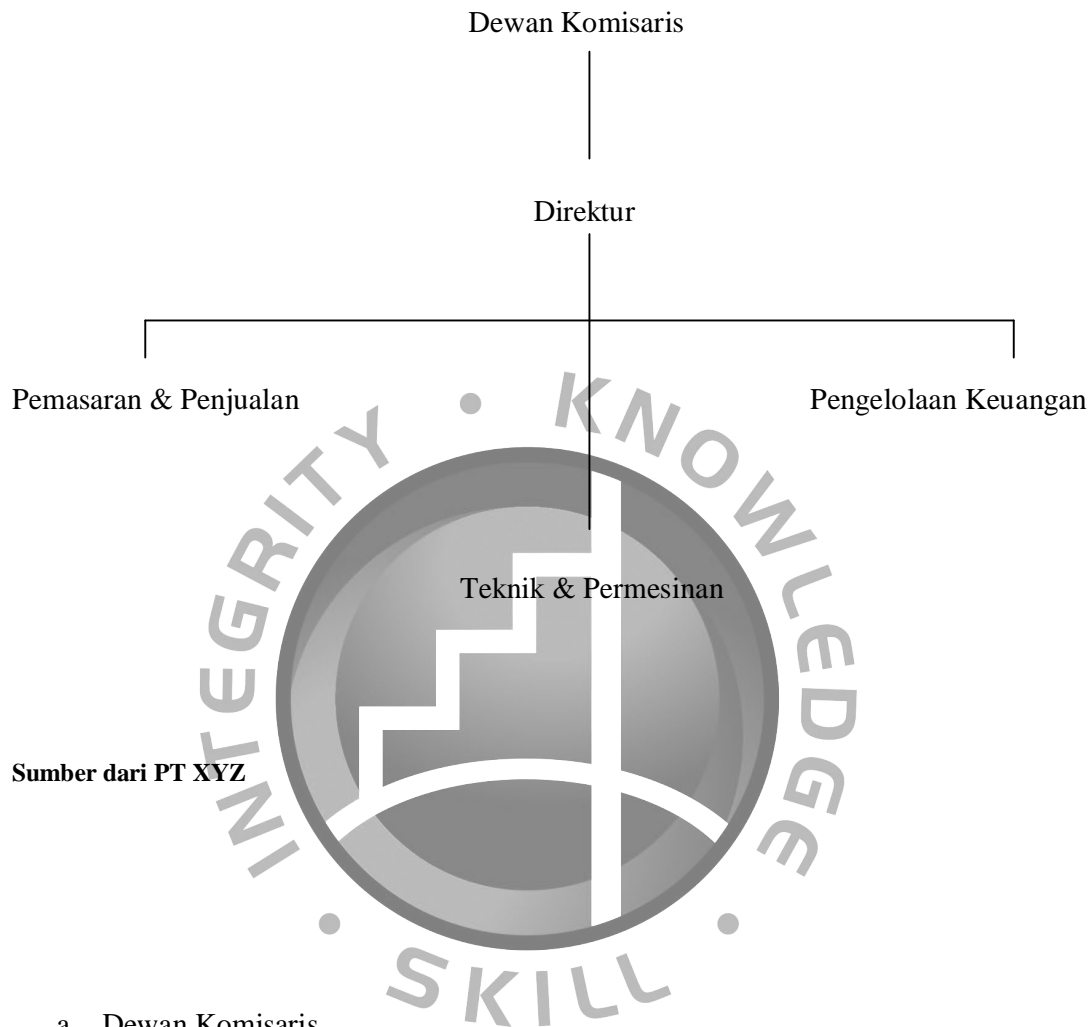 Dewan Komisaris
Direktur
Pemasaran & Penjualan
Pengelolaan Keuangan
Teknik & Permesinan
Sumber dari PT XYZ
INTEGRITY • KNOWLEDGE • SKILL •
a. Dewan Komisaris